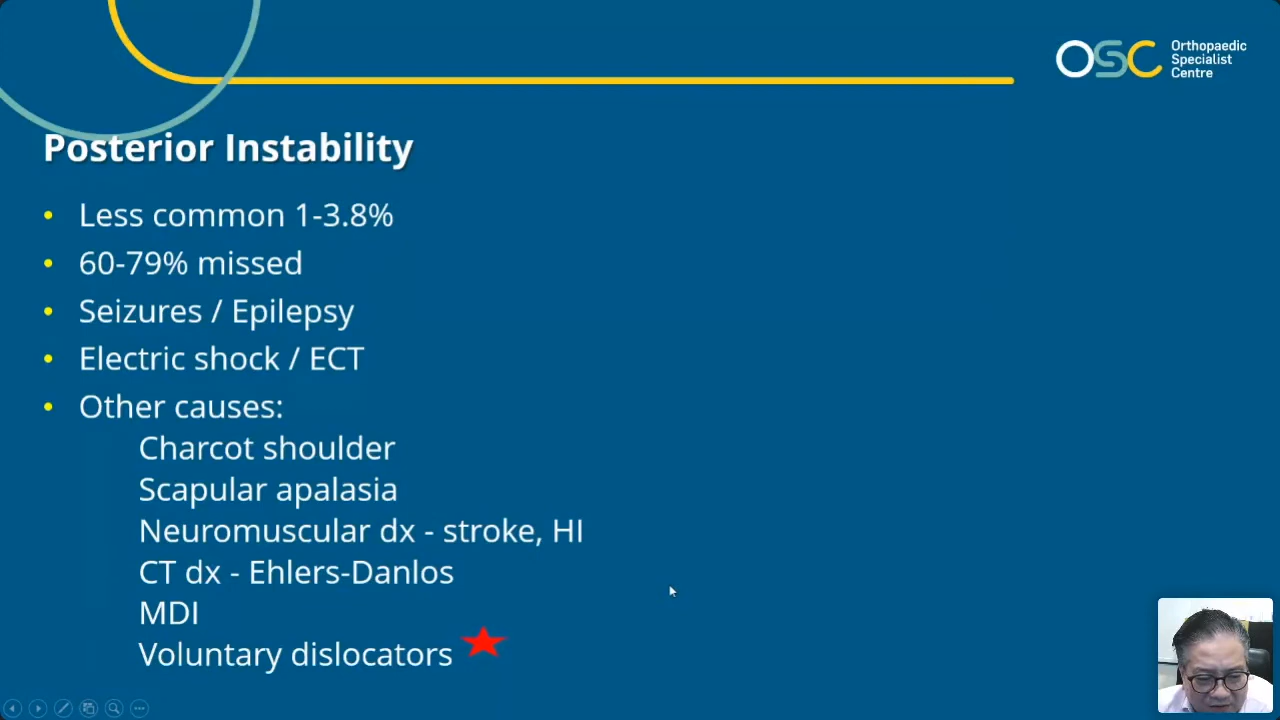 OSC
Orthopaedic
Specialist
Centre
Posterior Instability
• Less common 1-3.8%
• 60-79% missed
• Seizures / Epilepsy
• Electric shock / ECT
• Other causes:
Charcot shoulder
Scapular apalasia
Neuromuscular dx - stroke, HI
CT dx - Ehlers-Danlos
MDI
Voluntary dislocators